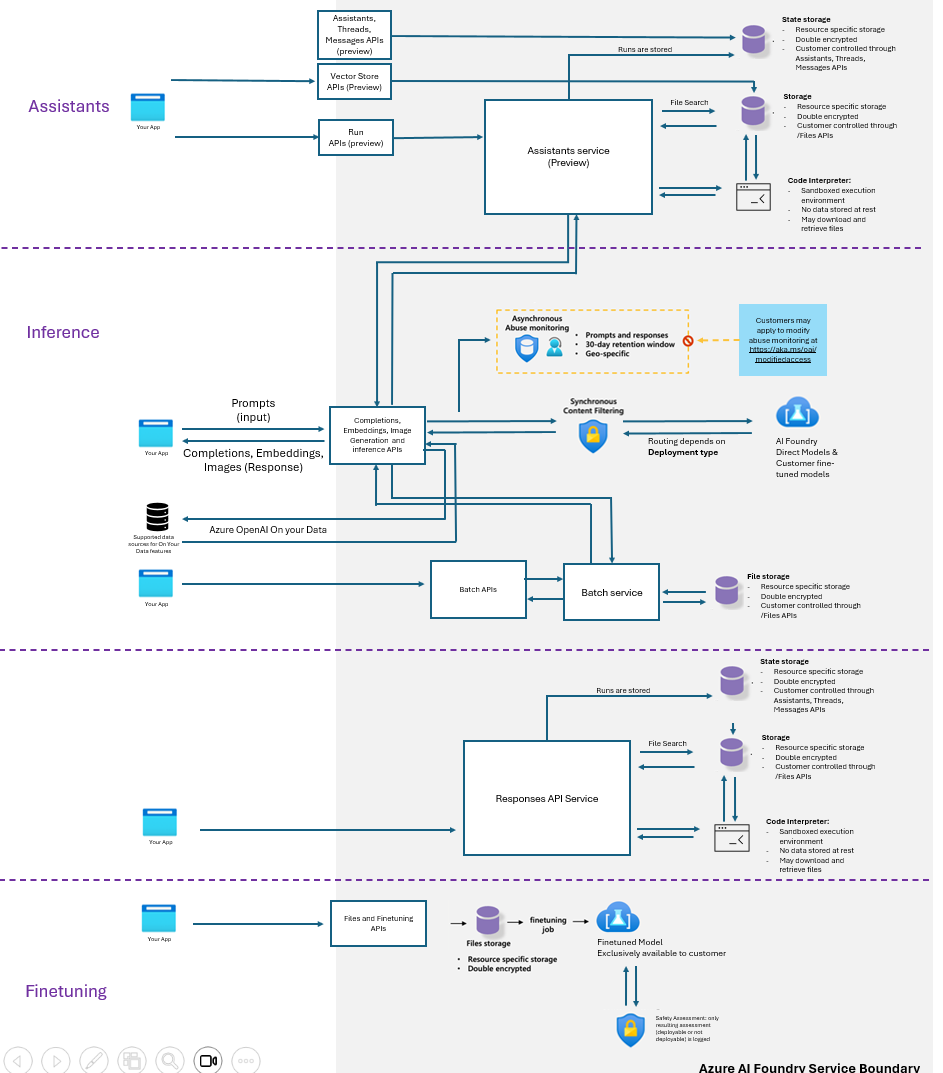 Assistants
Your App
Assistants,
Threads,
Messages APIs
(preview)
Vector Store
APIs (Preview)
Run
APIs (preview)
Runs are stored
Assistants service
(Preview)
File Search
State storage
- Resource specific storage
- Double encrypted
- Customer controlled through
Assistants, Threads,
Messages APIs
Storage
- Resource specific storage
- Double encrypted
- Customer controlled through
/Files APIs
Code Interpreter:
- Sandboxed execution
environment
- No data stored at rest
- May download and
retrieve files
Inference
Asynchronous
Abuse monitoring
• Prompts and responses
• 30-day retention window
• Geo-specific
Customers may
apply to modify
abuse monitoring at
https://aka.ms/oai/
modifiedaccess
Prompts
(input)
Your App
Completions, Embeddings,
Images (Response)
Completions,
Embeddings, Image
Generation and
inference APIs
Synchronous
Content Filtering
Routing depends on
Deployment type
AI Foundry
Direct Models &
Customer fine-
tuned models
Supported data
sources for On Your
Data features
Azure OpenAI On your Data
Your App
Batch APIs
Batch service
File storage
- Resource specific storage
- Double encrypted
- Customer controlled through
/Files APIs
Runs are stored
State storage
- Resource specific storage
- Double encrypted
- Customer controlled through
Assistants, Threads,
Messages APIs
File Search
Storage
- Resource specific storage
- Double encrypted
- Customer controlled through
/Files APIs
Responses API Service
Your App
Code Interpreter:
- Sandboxed execution
environment
- No data stored at rest
- May download and
retrieve files
Your App
Files and Finetuning
APIs
Files storage
• Resource specific storage
• Double encrypted
finetuning
job
Finetuned Model
Exclusively available to customer
Finetuning
Safety Assessment: only
resulting assessment
(deployable or not
deployable) is logged
Azure AI Foundry Service Boundary